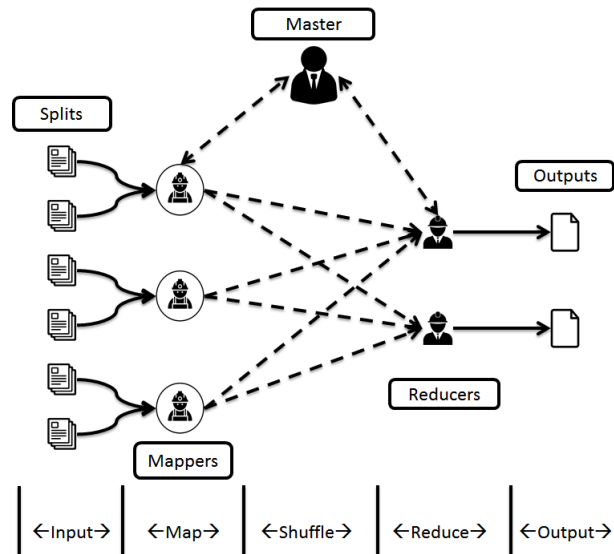 Master
Splits
Outputs
Reducers
Mappers
←Input→
←Map→
←Shuffle→
←Reduce→
←Output→